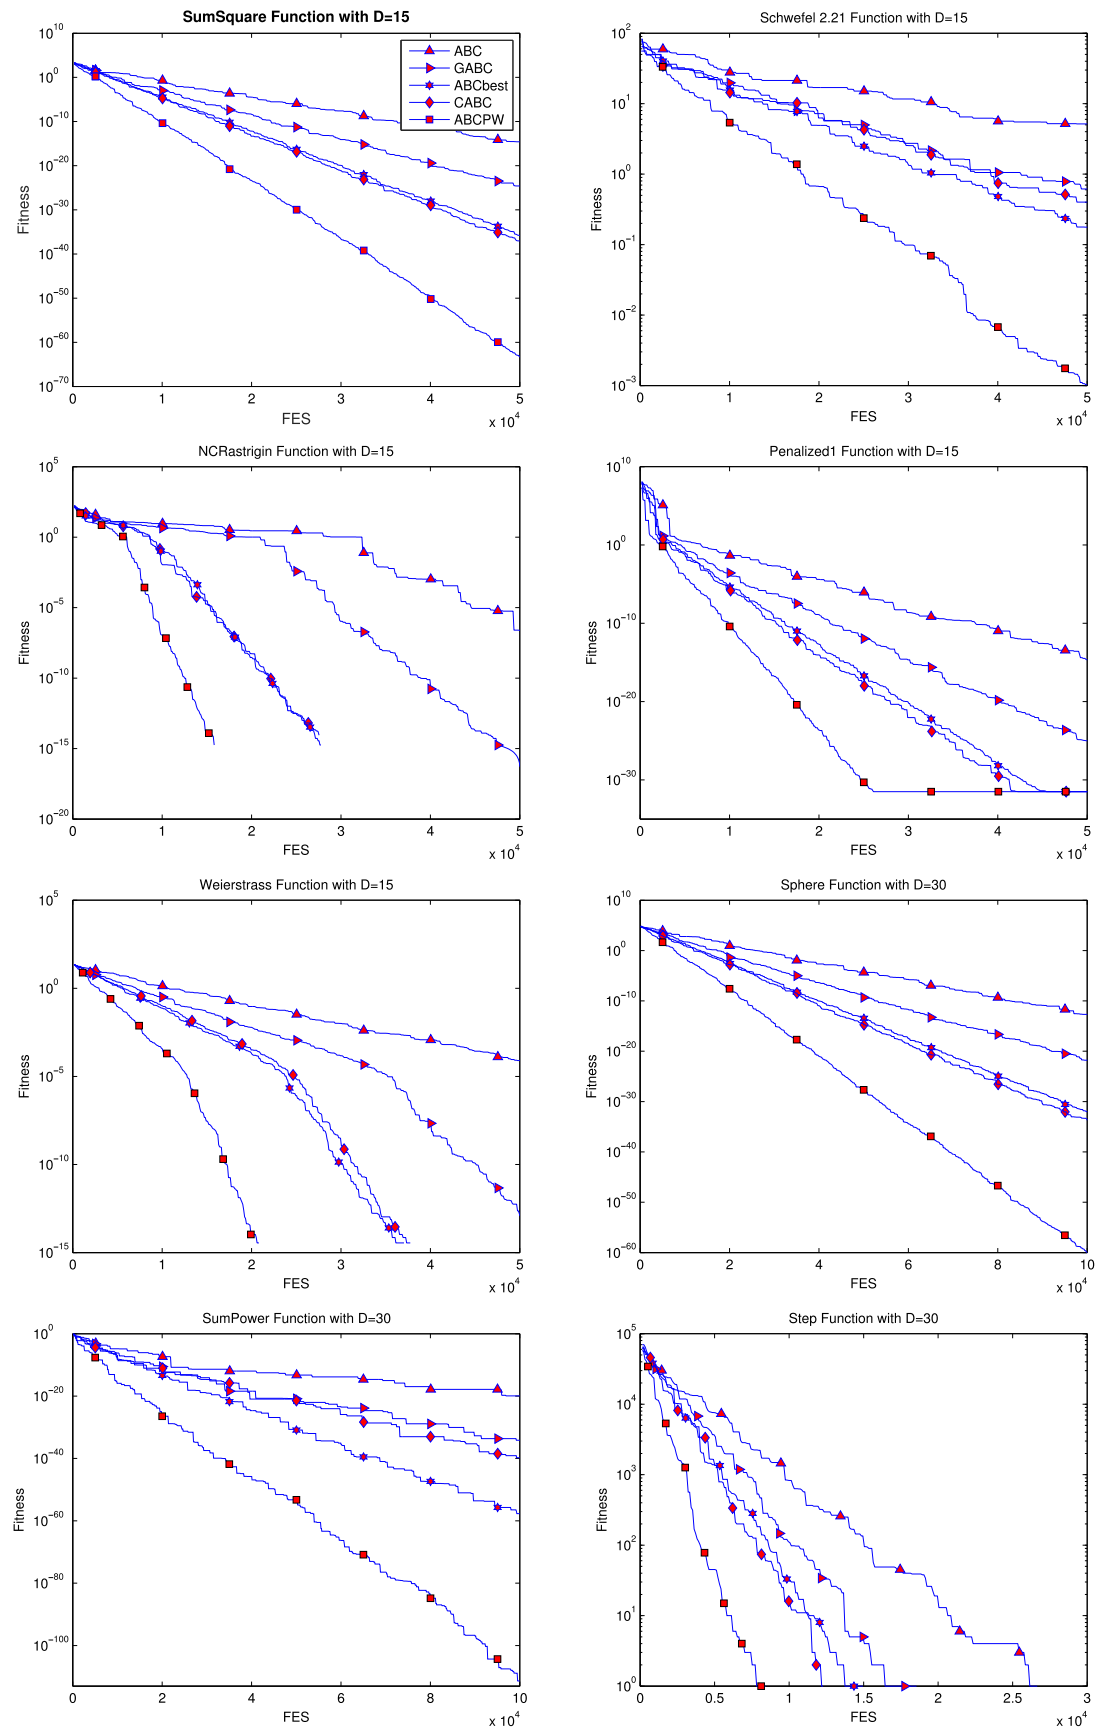 SumSquare Function with D=15
10^10
10^0
10^-10
10^-20
10^-30
10^-40
10^-50
10^-60
10^-70
Fitness
ABC
GABC
ABCbest
CABC
ABCPW
0 1 2 3 4 5
FES
x 10^4
Schwefel 2.21 Function with D=15
10^2
10^1
10^0
10^-1
10^-2
10^-3
Fitness
0 1 2 3 4 5
FES
x 10^4
NCRastrigin Function with D=15
10^5
10^0
10^-5
10^-10
10^-15
10^-20
Fitness
0 1 2 3 4 5
FES
x 10^4
Penalized1 Function with D=15
10^10
10^0
10^-10
10^-20
10^-30
Fitness
0 1 2 3 4 5
FES
x 10^4
Weierstrass Function with D=15
10^5
10^0
10^-5
10^-10
10^-15
Fitness
0 1 2 3 4 5
FES
x 10^4
Sphere Function with D=30
10^10
10^0
10^-10
10^-20
10^-30
10^-40
10^-50
10^-60
Fitness
0 2 4 6 8 10
FES
x 10^4
SumPower Function with D=30
10^0
10^-20
10^-40
10^-60
10^-80
10^-100
Fitness
0 2 4 6 8 10
FES
x 10^4
Step Function with D=30
10^5
10^4
10^3
10^2
10^1
10^0
Fitness
0 0.5 1 1.5 2 2.5 3
FES
x 10^4